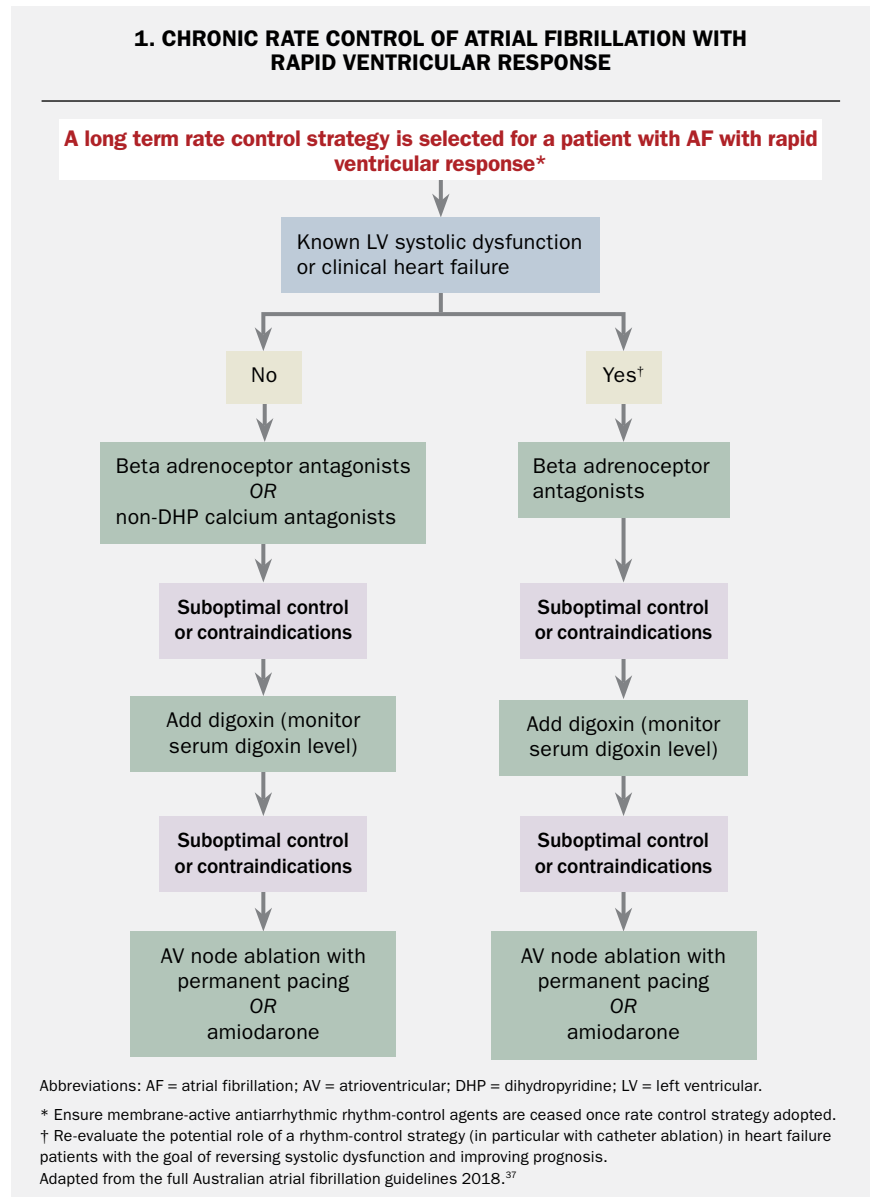 1. CHRONIC RATE CONTROL OF ATRIAL FIBRILLATION WITH
RAPID VENTRICULAR RESPONSE
A long term rate control strategy is selected for a patient with AF with rapid
ventricular response*
Known LV systolic dysfunction
or clinical heart failure
No
Beta adrenoceptor antagonists
OR
non-DHP calcium antagonists
Suboptimal control
or contraindications
Add digoxin (monitor
serum digoxin level)
Suboptimal control
or contraindications
AV node ablation with
permanent pacing
OR
amiodarone
Yes†
Beta adrenoceptor
antagonists
Suboptimal control
or contraindications
Add digoxin (monitor
serum digoxin level)
Suboptimal control
or contraindications
AV node ablation with
permanent pacing
OR
amiodarone
Abbreviations: AF = atrial fibrillation; AV = atrioventricular; DHP = dihydropyridine; LV = left ventricular.
* Ensure membrane-active antiarrhythmic rhythm-control agents are ceased once rate control strategy adopted.
† Re-evaluate the potential role of a rhythm-control strategy (in particular with catheter ablation) in heart failure
patients with the goal of reversing systolic dysfunction and improving prognosis.
Adapted from the full Australian atrial fibrillation guidelines 2018.37